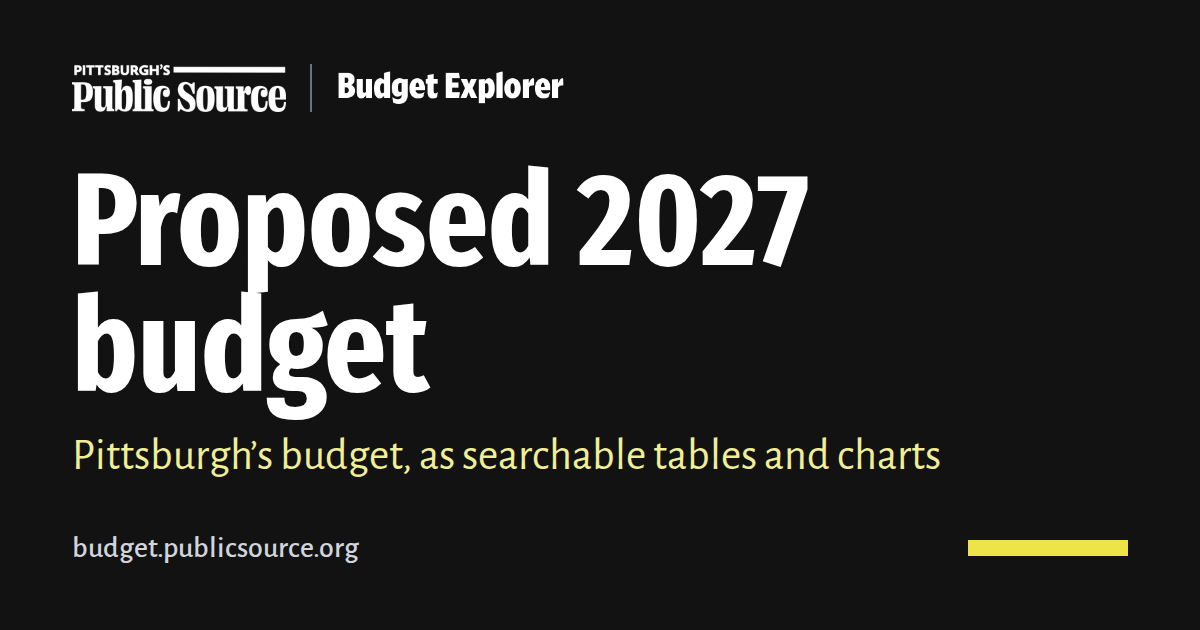 PITTSBURGH'S
Public Source
Budget Explorer
Proposed 2027
budget
Pittsburgh’s budget, as searchable tables and charts
budget.publicsource.org